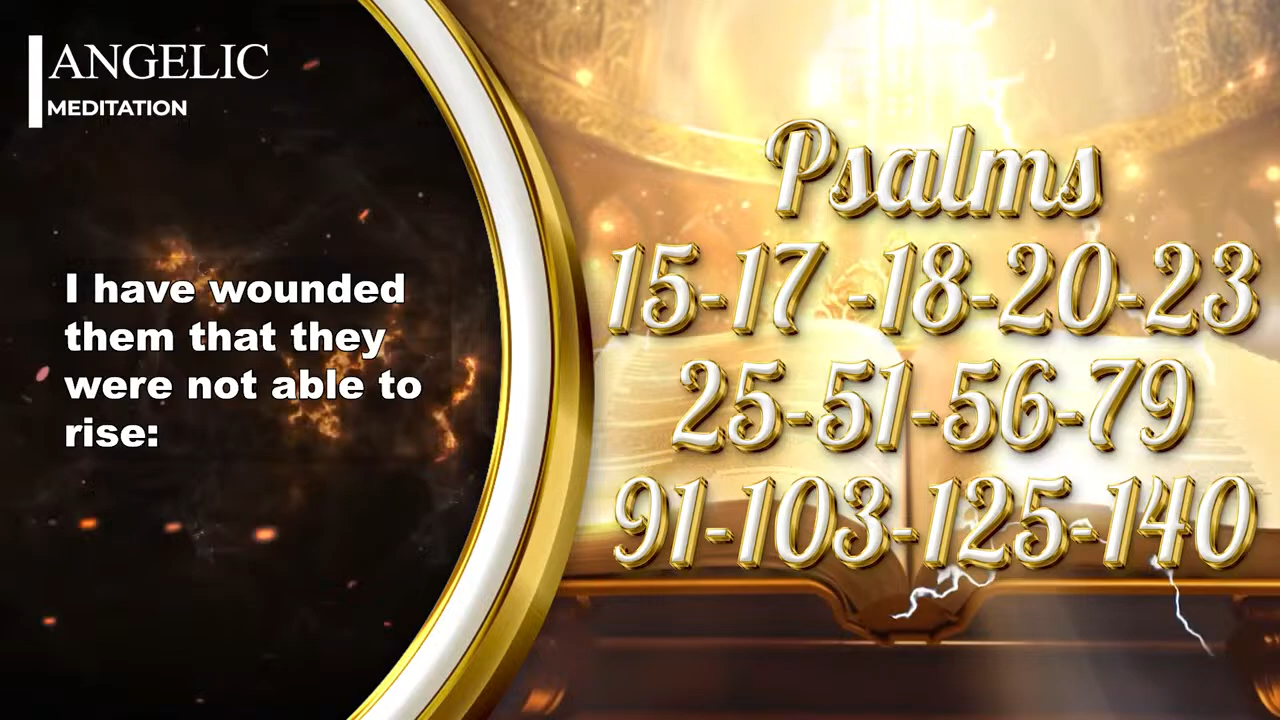 ANGELIC
MEDITATION
I have wounded
them that they
were not able to
rise:
Psalms
15-17 -18-20-23
25-51-56-79
91-103-125-140